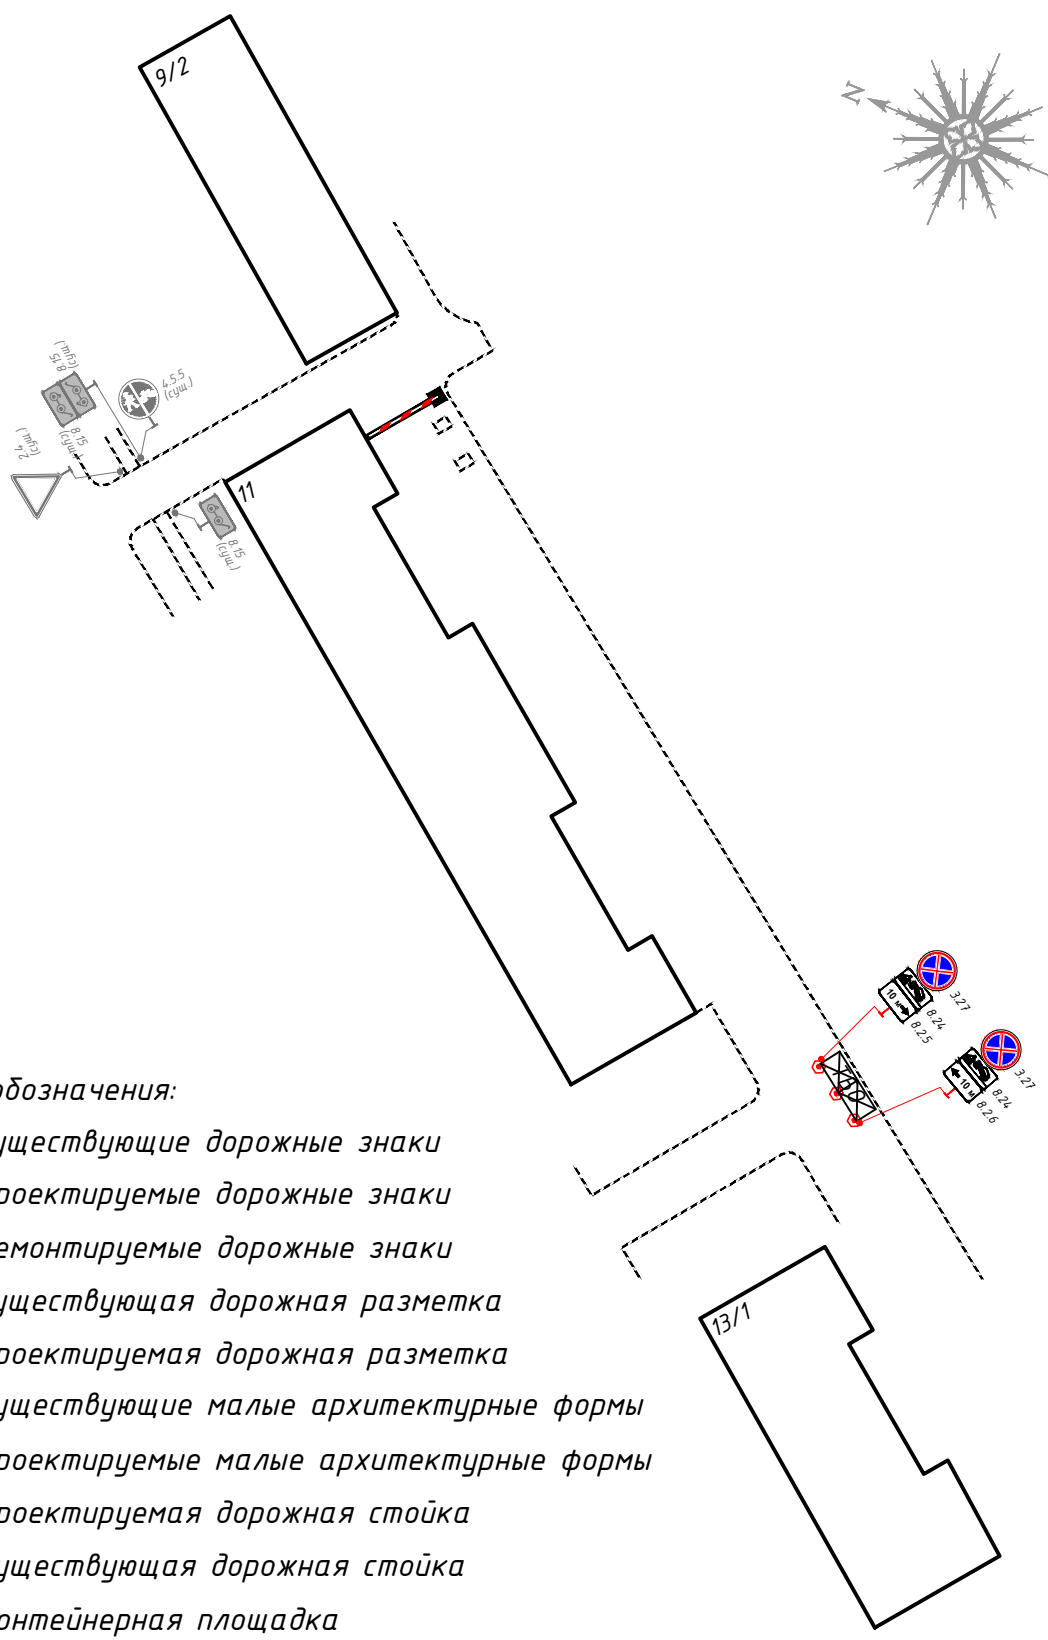 9/2
N
8.15
(сущ.)
4.5.5
(сущ.)
8.15
(сущ.)
2.4
(сущ.)
11
8.15
(сущ.)
3.27
8.24
10 м
8.2.5
3.27
8.24
10 м
8.2.6
обозначения:
уществующие дорожные знаки
роектируемые дорожные знаки
емонтируемые дорожные знаки
уществующая дорожная разметка
роектируемая дорожная разметка
уществующие малые архитектурные формы
роектируемые малые архитектурные формы
роектируемая дорожная стойка
уществующая дорожная стойка
онтейнерная площадка
13/1